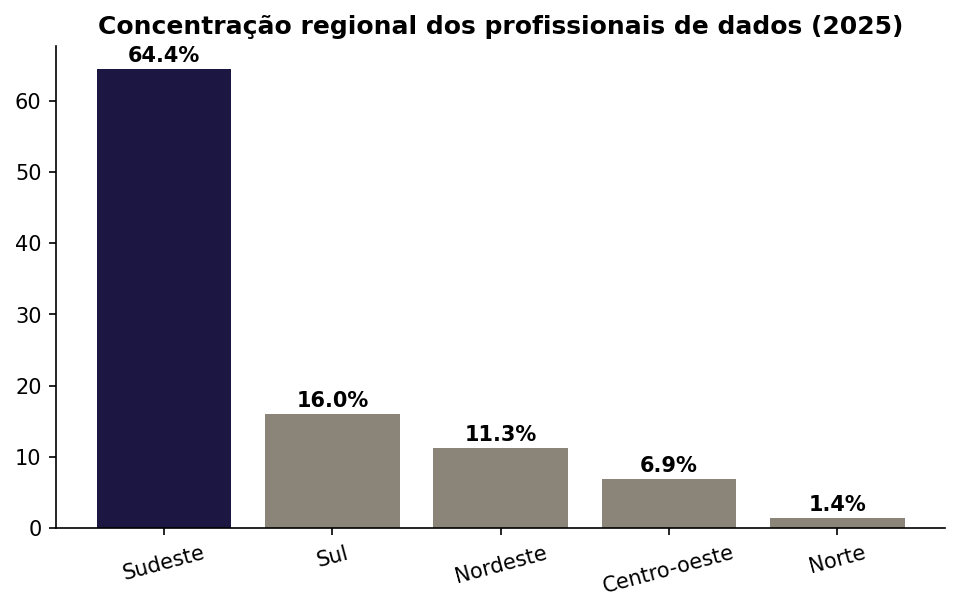 Concentração regional dos profissionais de dados (2025)
64.4%
60
50
40
30
20
16.0%
11.3%
10
6.9%
1.4%
0
Sudeste
Sul
Nordeste
Centro-oeste
Norte